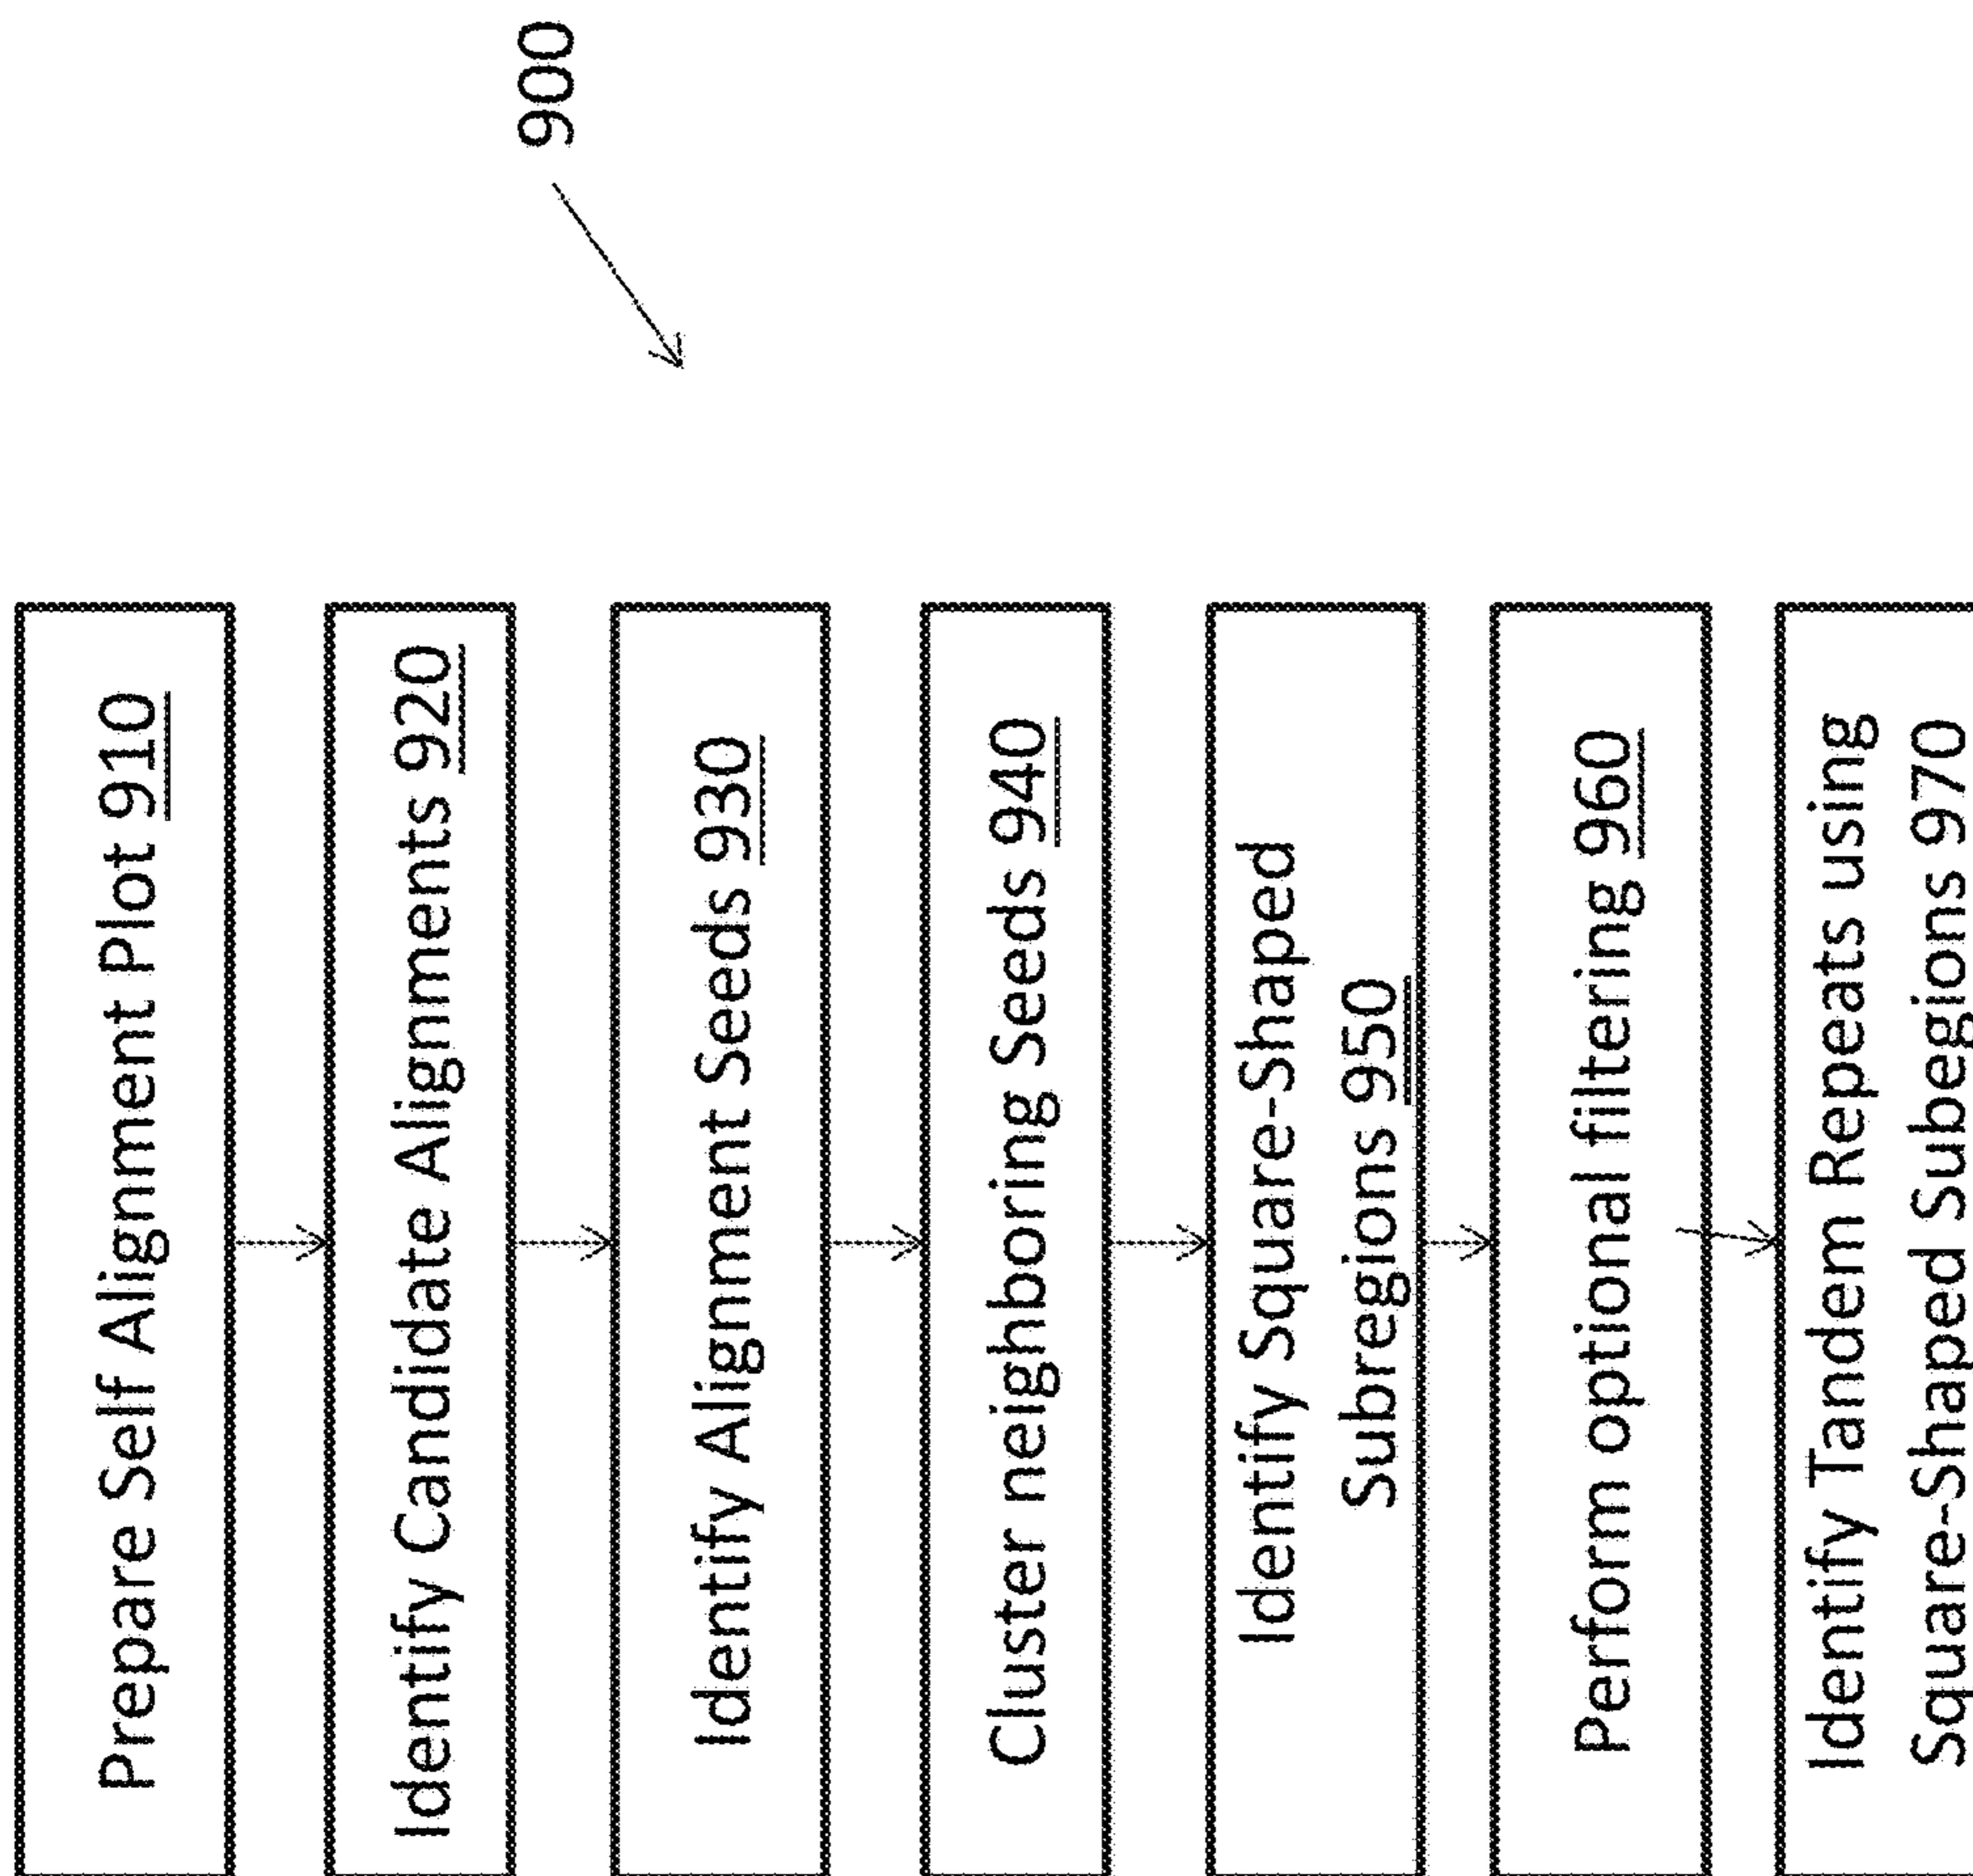 900
Prepare Self Alignment Plot 910
Identify Candidate Alignments 920
Identify Alignment Seeds 930
Cluster neighboring Seeds 940
Identify Square-Shaped
Subregions 950
Perform optional filtering 960
Identify Tandem Repeats using
Square-Shaped Subegions 970